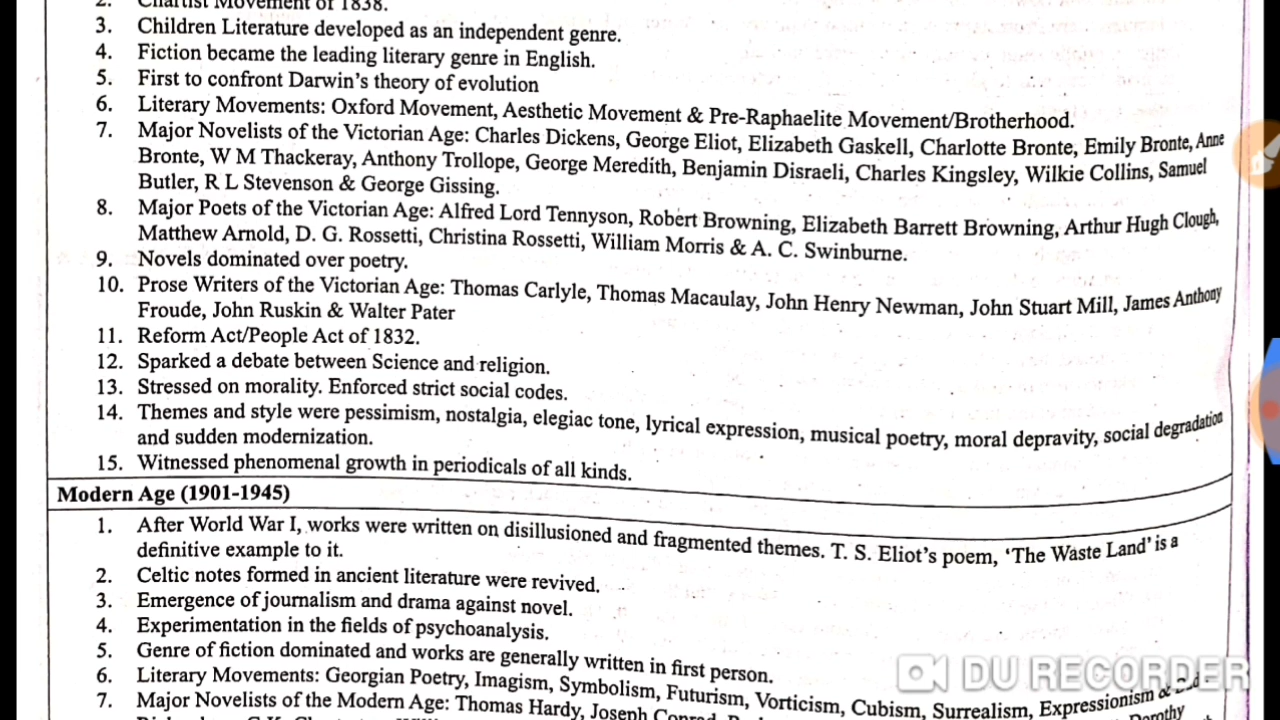 2. Chartist Movement of 1838.
3. Children Literature developed as an independent genre.
4. Fiction became the leading literary genre in English.
5. First to confront Darwin's theory of evolution
6. Literary Movements: Oxford Movement, Aesthetic Movement & Pre-Raphaelite Movement/Brotherhood.
7. Major Novelists of the Victorian Age: Charles Dickens, George Eliot, Elizabeth Gaskell, Charlotte Bronte, Emily Bronte, Anne
Bronte, W M Thackeray, Anthony Trollope, George Meredith, Benjamin Disraeli, Charles Kingsley, Wilkie Collins, Samuel
Butler, R L Stevenson & George Gissing.
8. Major Poets of the Victorian Age: Alfred Lord Tennyson, Robert Browning, Elizabeth Barrett Browning, Arthur Hugh Clough,
Matthew Arnold, D. G. Rossetti, Christina Rossetti, William Morris & A. C. Swinburne.
9. Novels dominated over poetry.
10. Prose Writers of the Victorian Age: Thomas Carlyle, Thomas Macaulay, John Henry Newman, John Stuart Mill, James Anthony
Froude, John Ruskin & Walter Pater
11. Reform Act/People Act of 1832.
12. Sparked a debate between Science and religion.
13. Stressed on morality. Enforced strict social codes.
14. Themes and style were pessimism, nostalgia, elegiac tone, lyrical expression, musical poetry, moral depravity, social degradation
and sudden modernization.
15. Witnessed phenomenal growth in periodicals of all kinds.
Modern Age (1901-1945)
1. After World War I, works were written on disillusioned and fragmented themes. T. S. Eliot's poem, 'The Waste Land' is a
definitive example to it.
2. Celtic notes formed in ancient literature were revived.
3. Emergence of journalism and drama against novel.
4. Experimentation in the fields of psychoanalysis.
5. Genre of fiction dominated and works are generally written in first person.
6. Literary Movements: Georgian Poetry, Imagism, Symbolism, Futurism, Vorticism, Cubism, Surrealism, Expressionism &
7. Major Novelists of the Modern Age: Thomas Hardy, Joseph
DU RECORDER